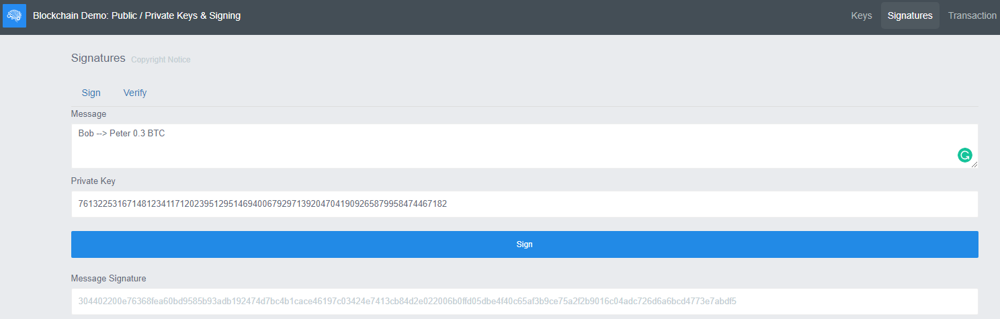 Blockchain Demo: Public / Private Keys & Signing
Keys
Signatures
Transaction
Signatures Copyright Notice
Sign
Verify
Message
Bob --> Peter 0.3 BTC
Private Key
7613225316714812341171202395129514694006792971392047041909265879958474467182
Sign
Message Signature
304402200e76368fea60bd9585b93adb192474d7bc4b1cace46197c03424e7413cb84d2e022006b0ffd05dbe4f40c65af3b9ce75a2f2b9016c04adc726d6a6bcd4773e7abdf5